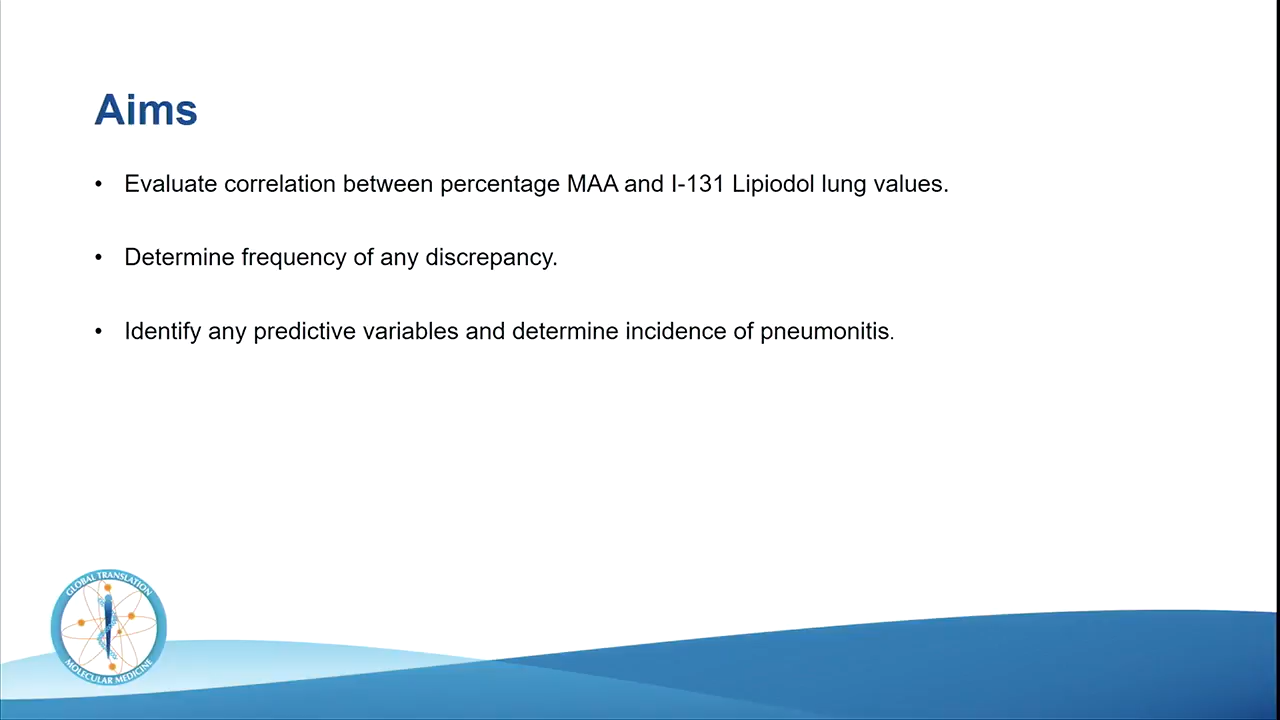 Aims
• Evaluate correlation between percentage MAA and I-131 Lipiodol lung values.
• Determine frequency of any discrepancy.
• Identify any predictive variables and determine incidence of pneumonitis.
GLOBAL TRANSLATION
MOLECULAR MEDICINE